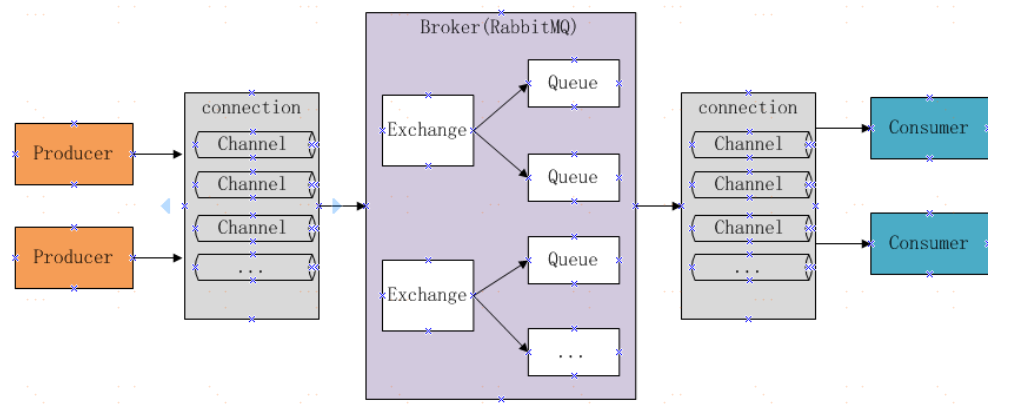 Producer
Producer
connection
Channel
Channel
Channel
...
Broker(RabbitMQ)
Exchange
Queue
Queue
Exchange
Queue
...
connection
Channel
Channel
Channel
...
Consumer
Consumer